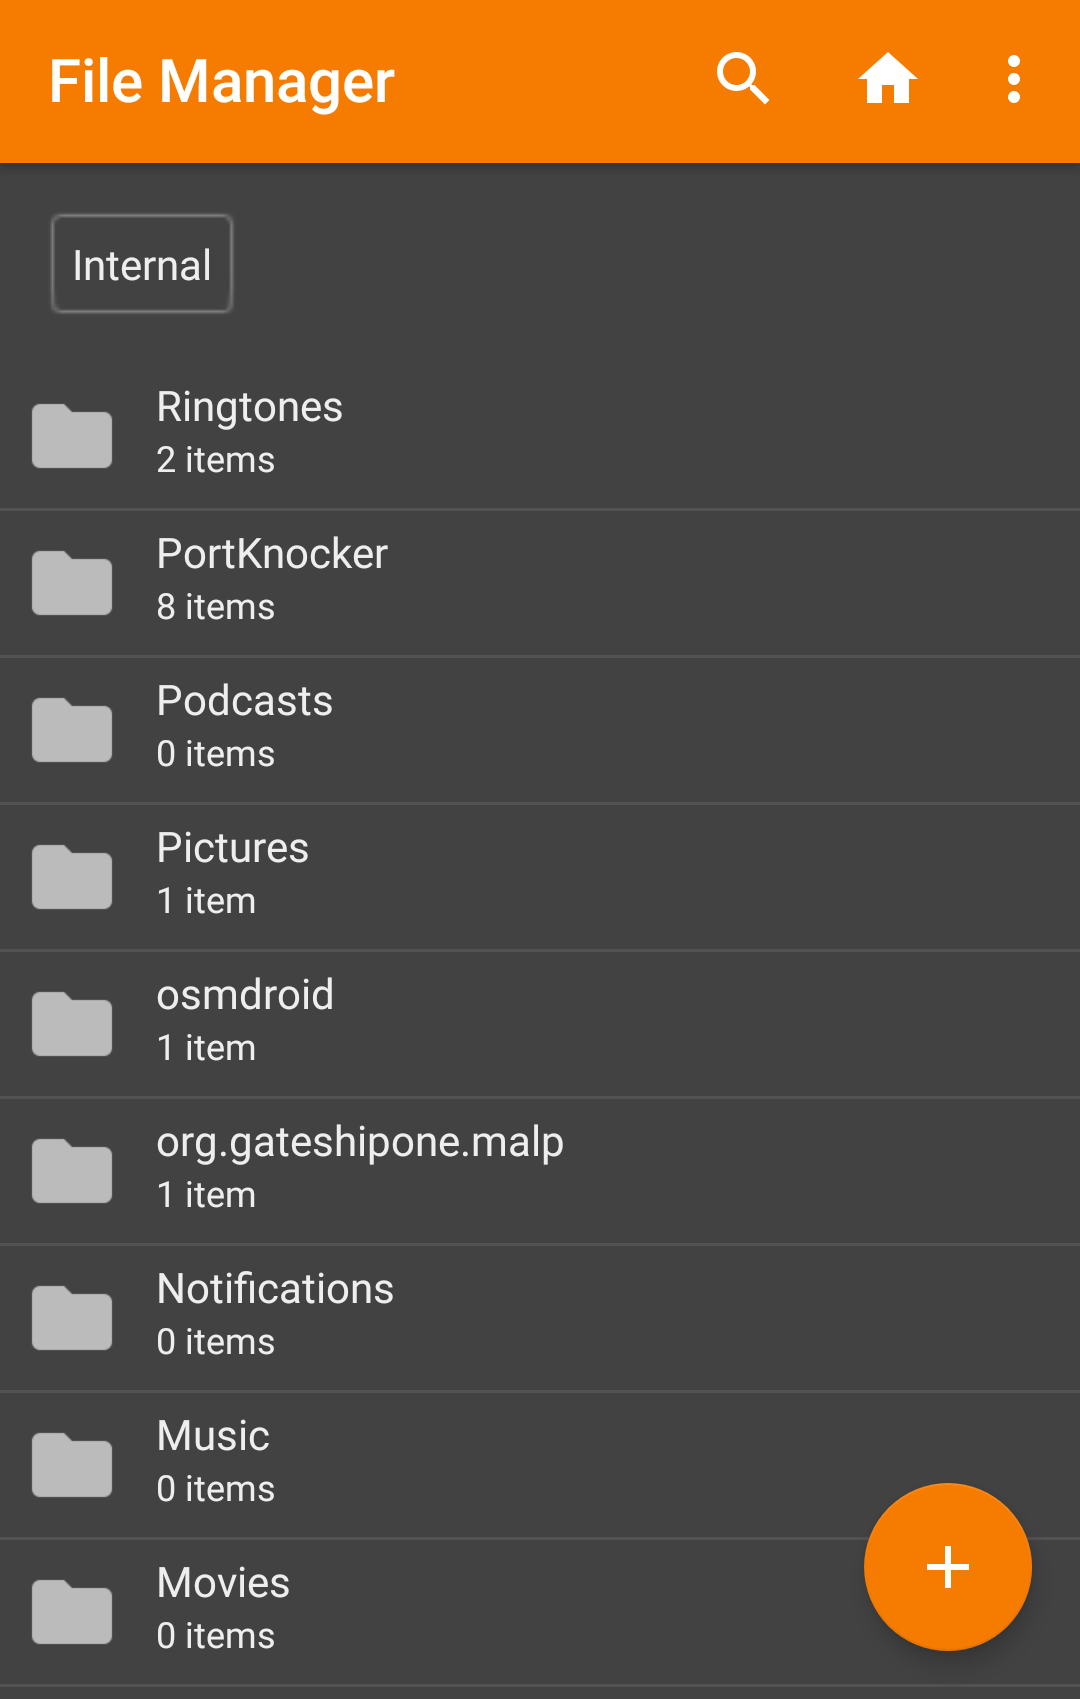 File Manager
Internal
Ringtones
2 items
PortKnocker
8 items
Podcasts
0 items
Pictures
1 item
osmdroid
1 item
org.gateshipone.malp
1 item
Notifications
0 items
Music
0 items
Movies
0 items